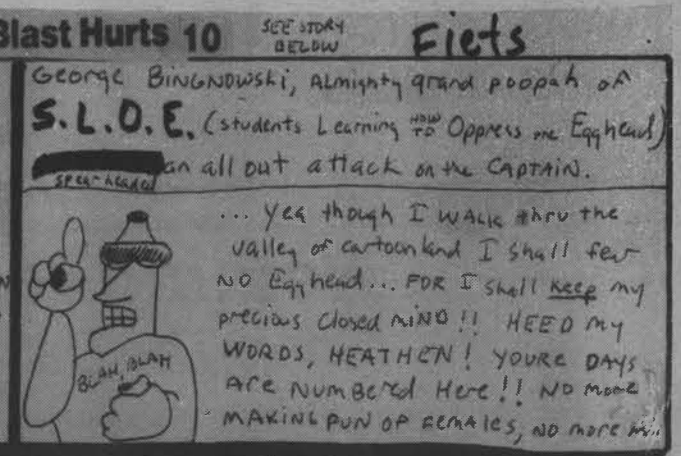 Blast Hurts 10
SEE STORY
BELOW
Fiets
George BINGNOWSki, Almighty grand poopah of
S.L.O.E. (students Learning HOW TO Oppress one Egghead)
spearheaded an all out attack on the CAPTAIN.
... yea though I WALK thru the
valley of cartoonland I shall fear
NO Egghead... FOR I shall keep my
precious closed MIND!! HEED my
WORDS, HEATHEN! YOURE DAYS
ARE NUMBERED HERE!! NO more
MAKING FUN OF FEMALES, NO more
BLAH, BLAH